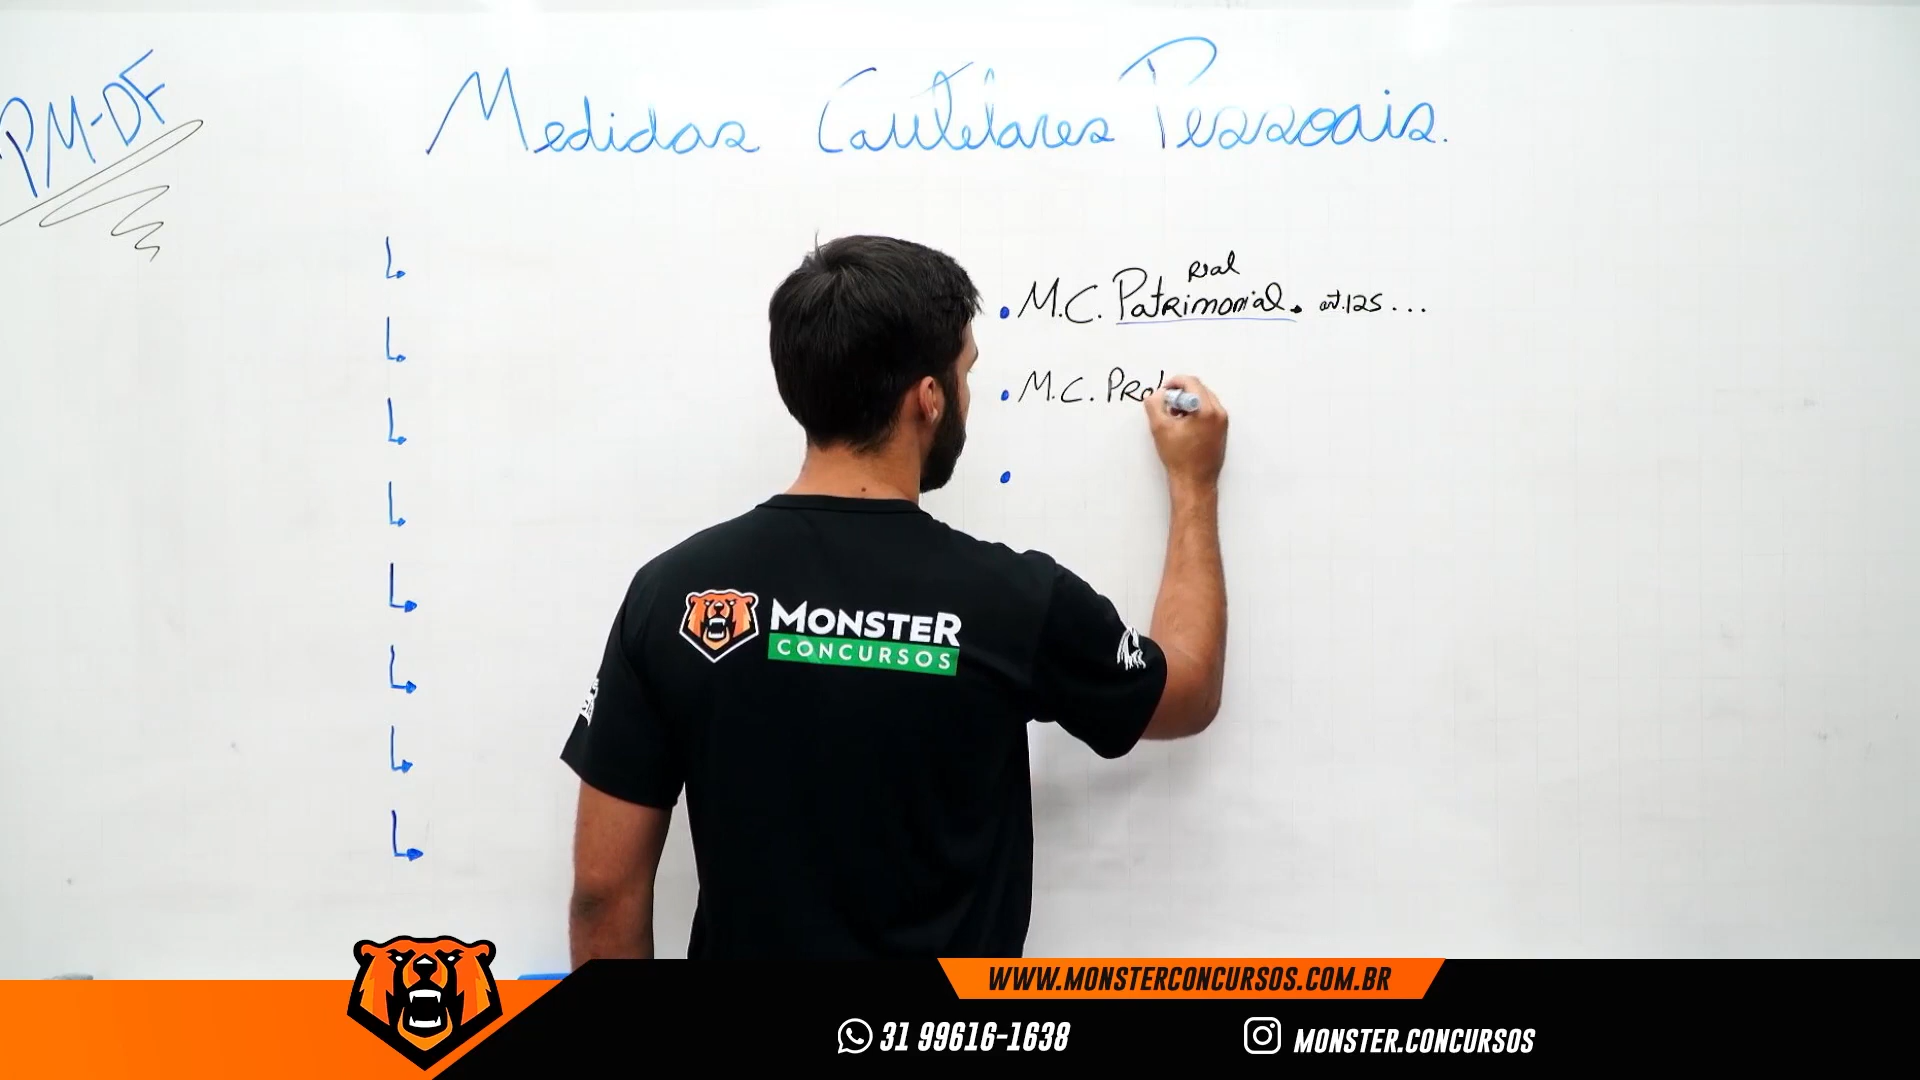 PM-DF
Medidas Cautelares Pessoais.
Real
• M.C. Patrimonial. art.125...
• M.C. Pro
•
MONSTER
CONCURSOS
WWW.MONSTERCONCURSOS.COM.BR
31 99616-1638
MONSTER.CONCURSOS